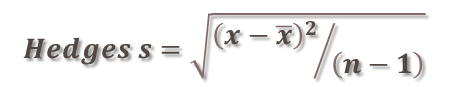 Hedges s = √(x − x̅)²/(n − 1)